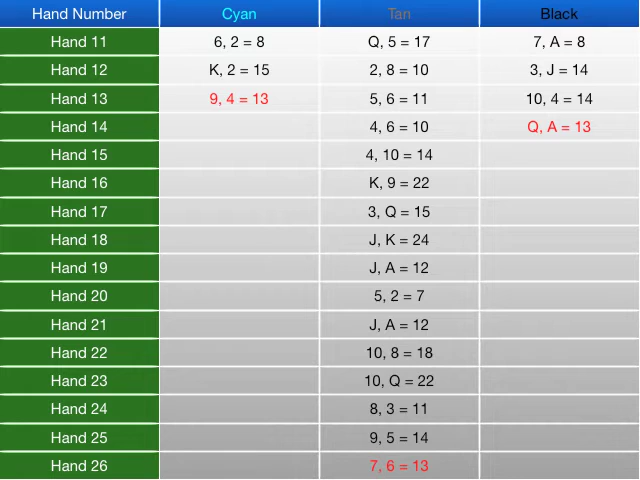 Hand Number Cyan Tan Black
Hand 11 6, 2 = 8 Q, 5 = 17 7, A = 8
Hand 12 K, 2 = 15 2, 8 = 10 3, J = 14
Hand 13 9, 4 = 13 5, 6 = 11 10, 4 = 14
Hand 14 4, 6 = 10 Q, A = 13
Hand 15 4, 10 = 14
Hand 16 K, 9 = 22
Hand 17 3, Q = 15
Hand 18 J, K = 24
Hand 19 J, A = 12
Hand 20 5, 2 = 7
Hand 21 J, A = 12
Hand 22 10, 8 = 18
Hand 23 10, Q = 22
Hand 24 8, 3 = 11
Hand 25 9, 5 = 14
Hand 26 7, 6 = 13